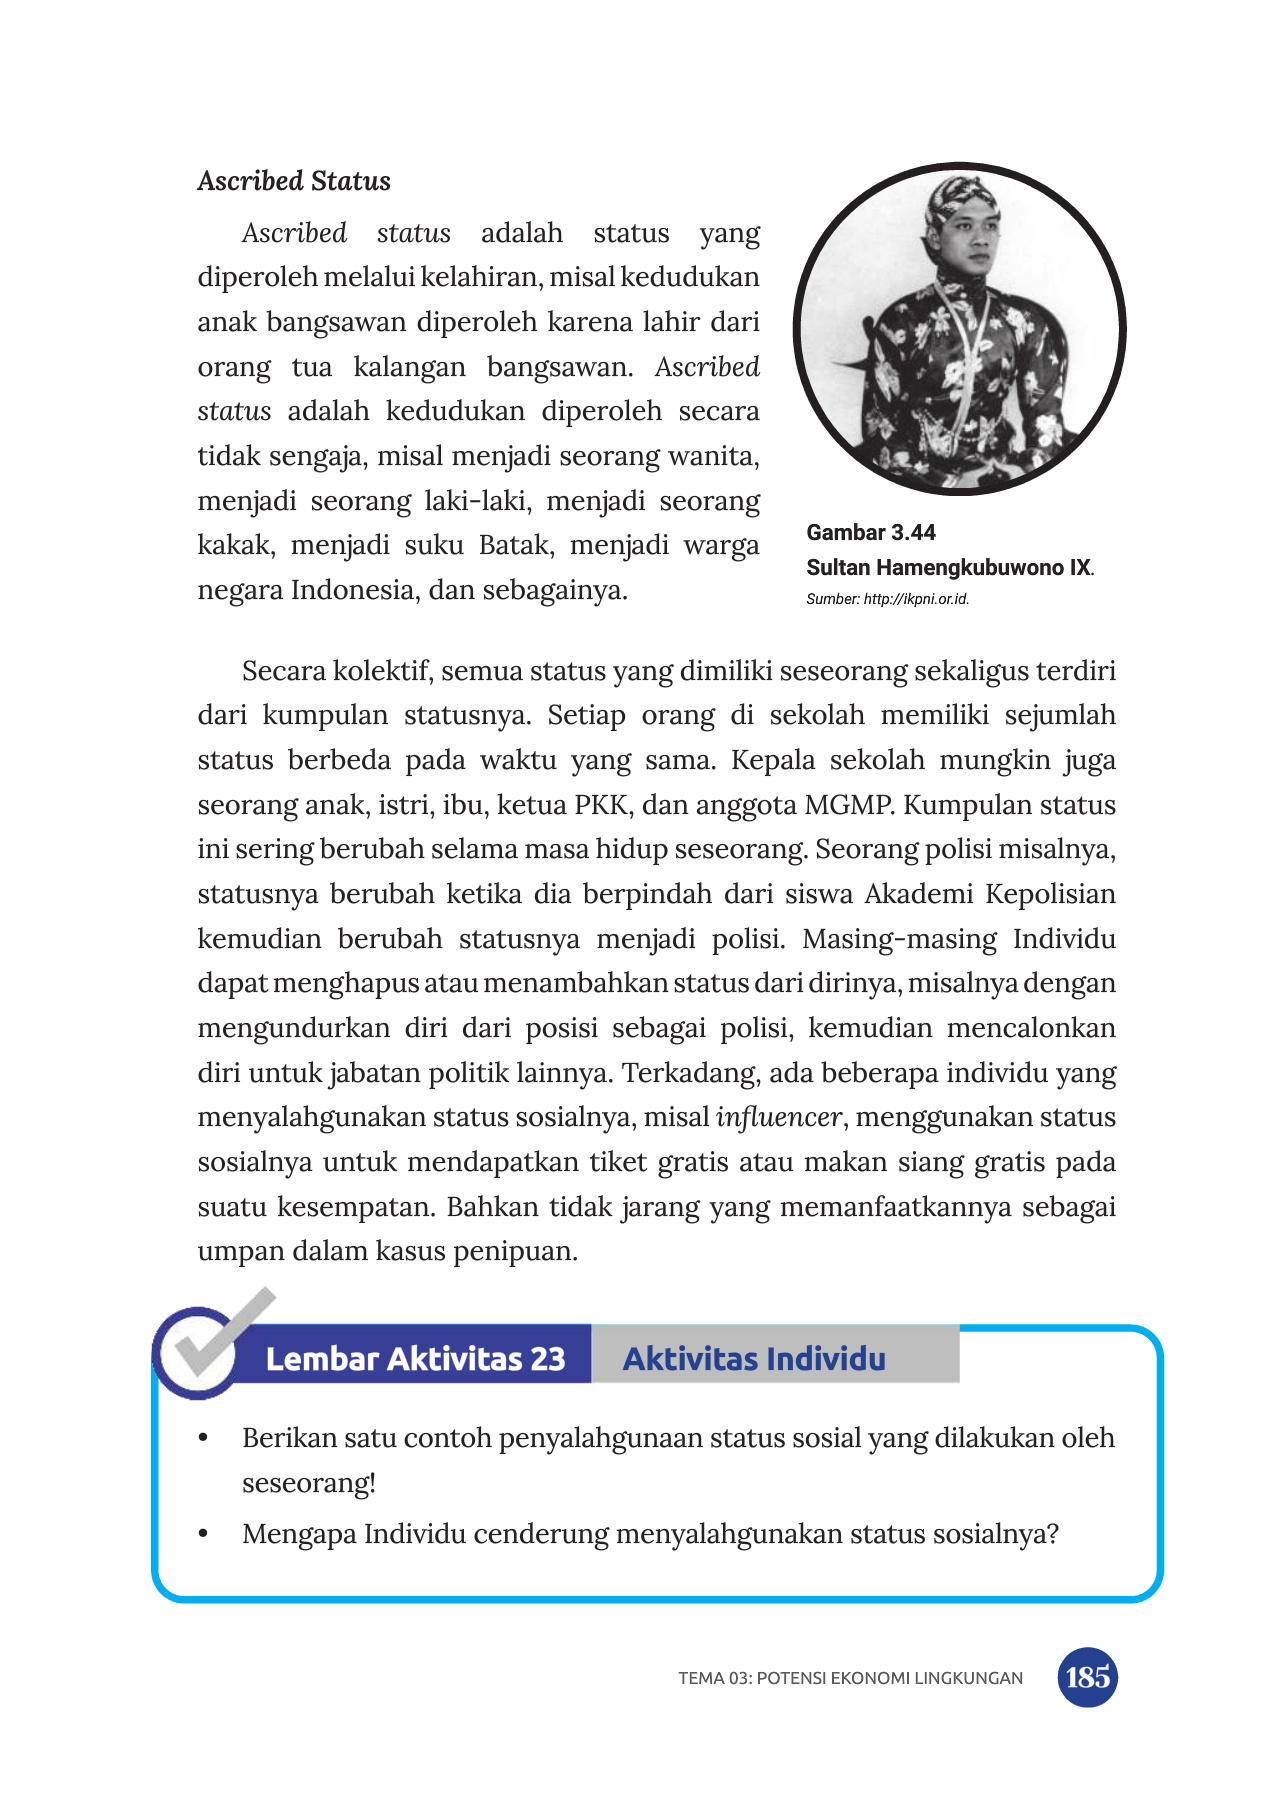 Ascribed Status
Ascribed status adalah status yang
diperoleh melalui kelahiran, misal kedudukan
anak bangsawan diperoleh karena lahir dari
orang tua kalangan bangsawan. Ascribed
status adalah kedudukan diperoleh secara
tidak sengaja, misal menjadi seorang wanita,
menjadi seorang laki-laki, menjadi seorang
kakak, menjadi suku Batak, menjadi warga
negara Indonesia, dan sebagainya.
Gambar 3.44
Sultan Hamengkubuwono IX.
Sumber: http://ikpni.or.id.
Secara kolektif, semua status yang dimiliki seseorang sekaligus terdiri
dari kumpulan statusnya. Setiap orang di sekolah memiliki sejumlah
status berbeda pada waktu yang sama. Kepala sekolah mungkin juga
seorang anak, istri, ibu, ketua PKK, dan anggota MGMP. Kumpulan status
ini sering berubah selama masa hidup seseorang. Seorang polisi misalnya,
statusnya berubah ketika dia berpindah dari siswa Akademi Kepolisian
kemudian berubah statusnya menjadi polisi. Masing-masing Individu
dapat menghapus atau menambahkan status dari dirinya, misalnya dengan
mengundurkan diri dari posisi sebagai polisi, kemudian mencalonkan
diri untuk jabatan politik lainnya. Terkadang, ada beberapa individu yang
menyalahgunakan status sosialnya, misal influencer, menggunakan status
sosialnya untuk mendapatkan tiket gratis atau makan siang gratis pada
suatu kesempatan. Bahkan tidak jarang yang memanfaatkannya sebagai
umpan dalam kasus penipuan.
Lembar Aktivitas 23 Aktivitas Individu
• Berikan satu contoh penyalahgunaan status sosial yang dilakukan oleh
seseorang!
• Mengapa Individu cenderung menyalahgunakan status sosialnya?
TEMA 03: POTENSI EKONOMI LINGKUNGAN 185